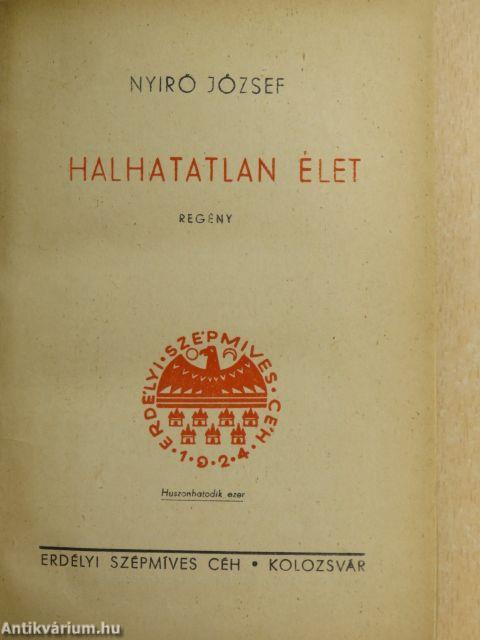 NYIRŐ JÓZSEF
HALHATATLAN ÉLET
REGÉNY
ERDÉLYI · SZÉPMIVES · CÉH · 1924 ·
Huszonhatodik ezer
ERDÉLYI SZÉPMÍVES CÉH • KOLOZSVÁR
Antikvárium.hu